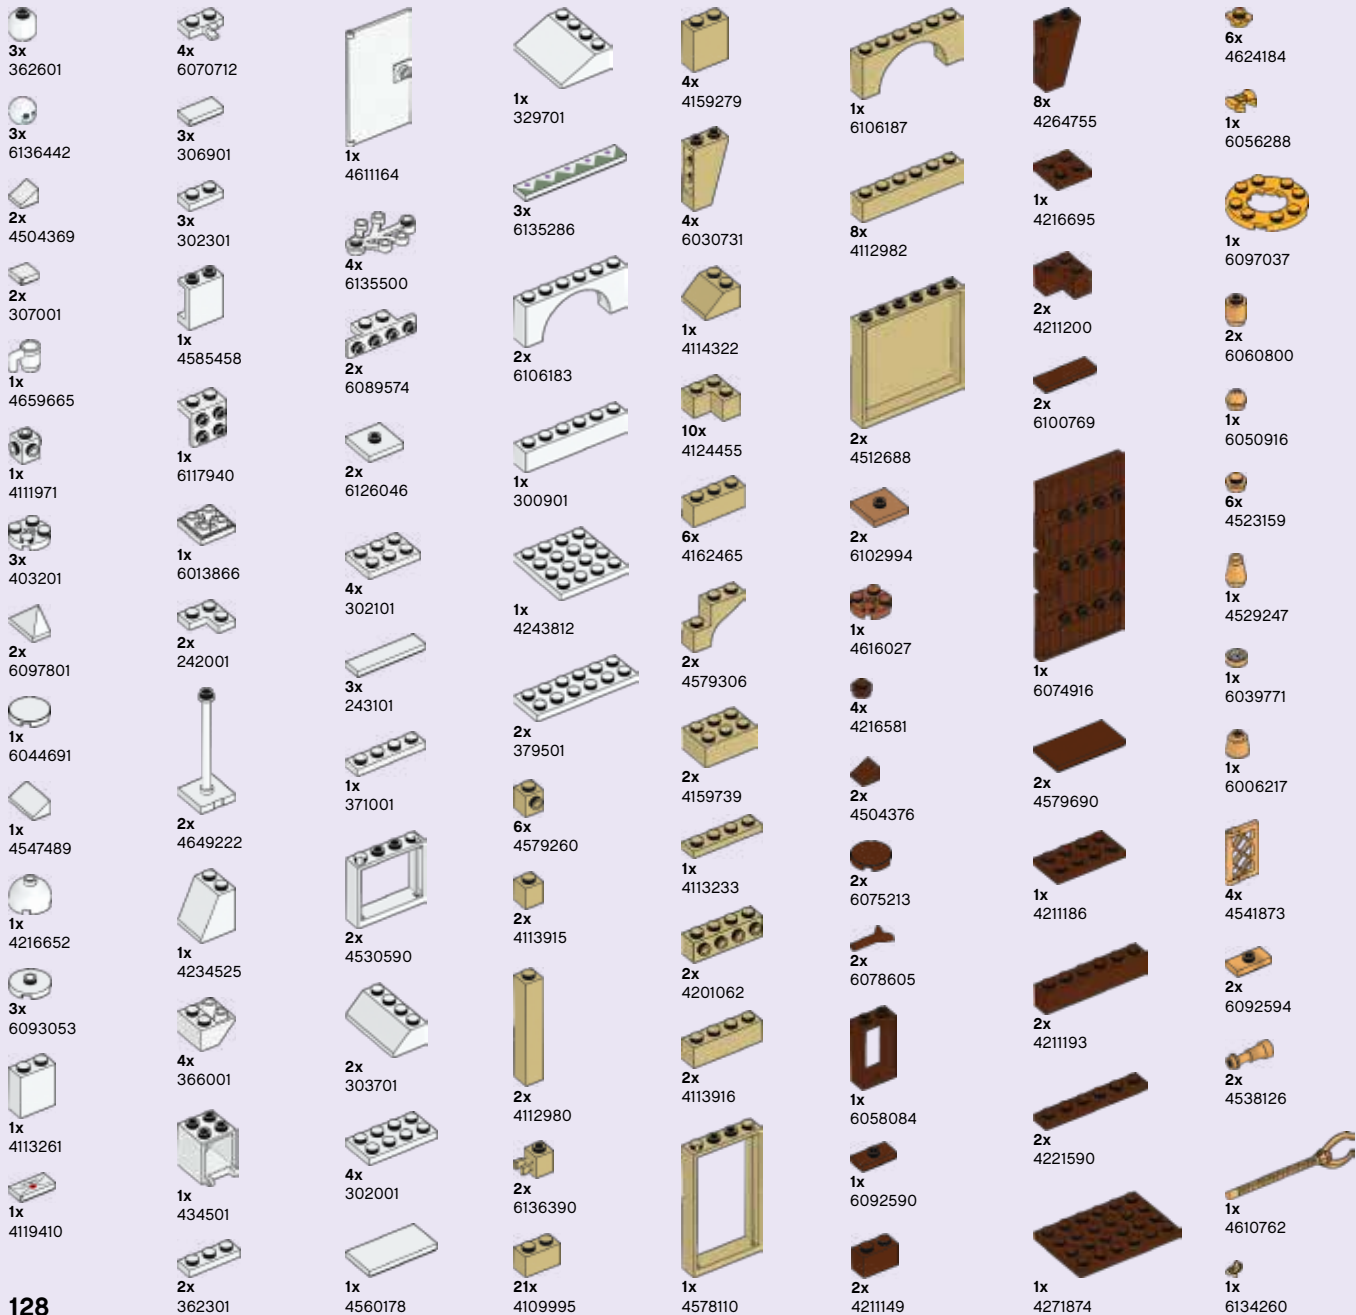 3x
362601
3x
6136442
2x
4504369
2x
307001
1x
4659665
1x
4111971
3x
403201
2x
6097801
1x
6044691
1x
4547489
1x
4216652
3x
6093053
1x
4113261
1x
4119410
4x
6070712
3x
306901
3x
302301
1x
4585458
1x
6117940
1x
6013866
2x
242001
2x
4649222
1x
4234525
4x
366001
1x
434501
2x
362301
1x
4611164
4x
6135500
2x
6089574
2x
6126046
4x
302101
3x
243101
1x
371001
2x
4530590
2x
303701
4x
302001
1x
4560178
1x
329701
3x
6135286
2x
6106183
1x
300901
1x
4243812
2x
379501
6x
4579260
2x
4113915
2x
4112980
2x
6136390
21x
4109995
4x
4159279
4x
6030731
1x
4114322
10x
4124455
6x
4162465
2x
4579306
2x
4159739
1x
4113233
2x
4201062
2x
4113916
1x
4578110
1x
6106187
8x
4112982
2x
4512688
2x
6102994
1x
4616027
4x
4216581
2x
4504376
2x
6075213
2x
6078605
1x
6058084
1x
6092590
2x
4211149
8x
4264755
1x
4216695
2x
4211200
2x
6100769
1x
6074916
2x
4579690
1x
4211186
2x
4211193
2x
4221590
1x
4271874
6x
4624184
1x
6056288
1x
6097037
2x
6060800
1x
6050916
6x
4523159
1x
4529247
1x
6039771
1x
6006217
4x
4541873
2x
6092594
2x
4538126
1x
4610762
1x
6134260
128